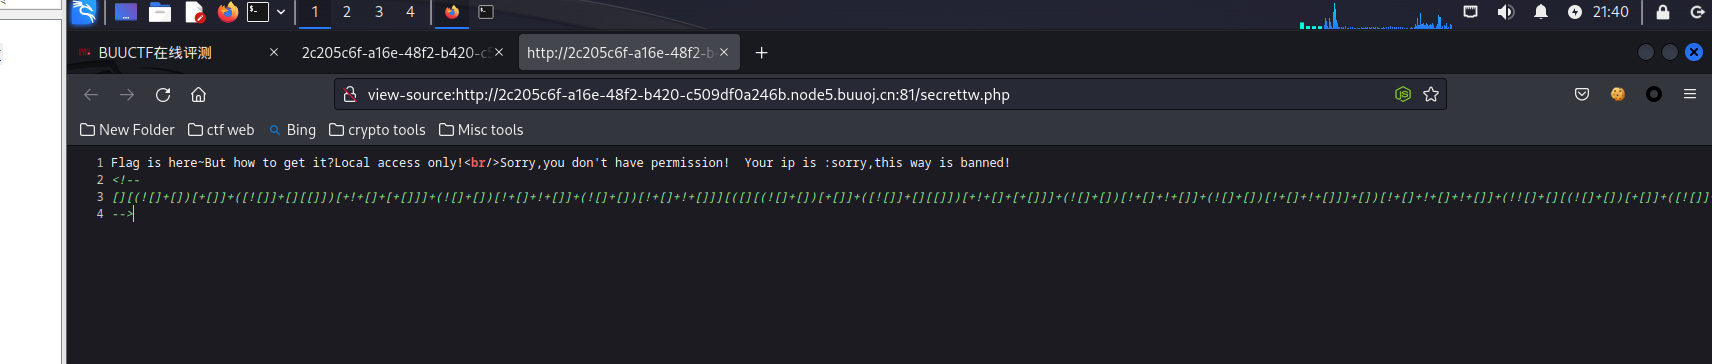 1 2 3 4 21:40
BUUCTF在线评测 2c205c6f-a16e-48f2-b420-c5 http://2c205c6f-a16e-48f2-b
view-source:http://2c205c6f-a16e-48f2-b420-c509df0a246b.node5.buuoj.cn:81/secrettw.php
New Folder ctf web Bing crypto tools Misc tools
1 Flag is here~But how to get it?Local access only!<br/>Sorry,you don't have permission!  Your ip is :sorry,this way is banned!
2 <!--
3 [][(![]+[])[+[]]+([![]]+[][[]])[+!+[]+[+[]]]+(![]+[])[!+[]+!+[]]+(![]+[])[!+[]+!+[]]][([][(![]+[])[+[]]+([![]]+[][[]])[+!+[]+[+[]]]+(![]+[])[!+[]+!+[]]+(![]+[])[!+[]+!+[]]]+[])[!+[]+!+[]+!+[]]+(!![]+[][(![]+[])[+[]]+([![]]+
4 -->